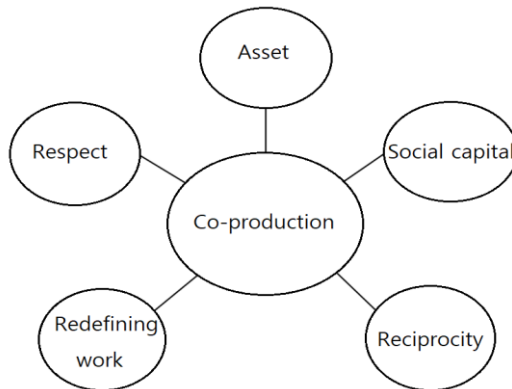 Asset
Respect
Social capital
Co-production
Redefining
work
Reciprocity